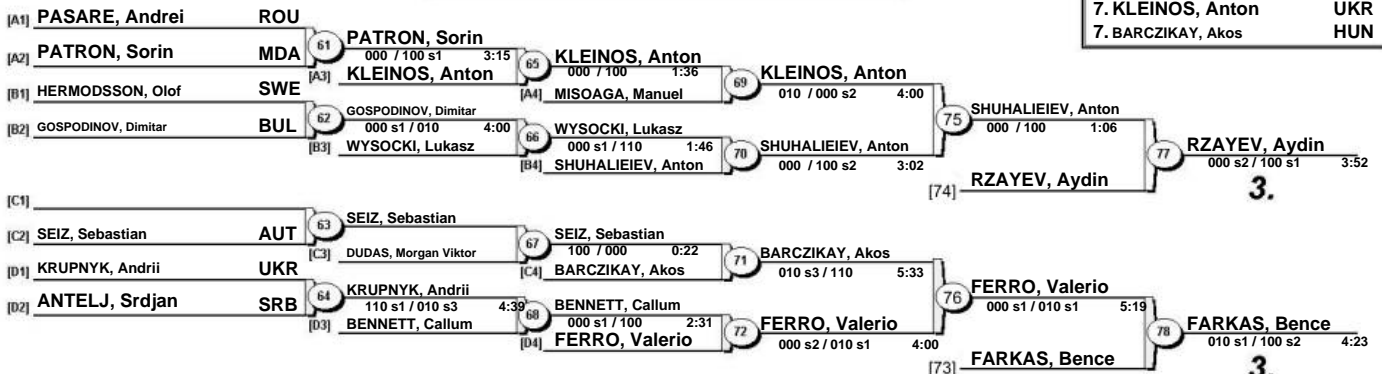 7. KLEINOS, Anton UKR
7. BARCZIKAY, Akos HUN
[A1] PASARE, Andrei ROU
[A2] PATRON, Sorin MDA
61 PATRON, Sorin
000 / 100 s1 3:15
[A3] KLEINOS, Anton
65 KLEINOS, Anton
000 / 100 1:36
[A4] MISOAGA, Manuel
69 KLEINOS, Anton
010 / 000 s2 4:00
[B1] HERMODSSON, Olof SWE
[B2] GOSPODINOV, Dimitar BUL
62 GOSPODINOV, Dimitar
000 s1 / 010 4:00
[B3] WYSOCKI, Lukasz
66 WYSOCKI, Lukasz
000 s1 / 110 1:46
[B4] SHUHALIEIEV, Anton
70 SHUHALIEIEV, Anton
000 / 100 s2 3:02
75 SHUHALIEIEV, Anton
000 / 100 1:06
[74] RZAYEV, Aydin
77 RZAYEV, Aydin
000 s2 / 100 s1 3:52
3.
[C1]
[C2] SEIZ, Sebastian AUT
63 SEIZ, Sebastian
[C3] DUDAS, Morgan Viktor
67 SEIZ, Sebastian
100 / 000 0:22
[C4] BARCZIKAY, Akos
71 BARCZIKAY, Akos
010 s3 / 110 5:33
[D1] KRUPNYK, Andrii UKR
[D2] ANTELJ, Srdjan SRB
64 KRUPNYK, Andrii
110 s1 / 010 s3 4:39
[D3] BENNETT, Callum
68 BENNETT, Callum
000 s1 / 100 2:31
[D4] FERRO, Valerio
72 FERRO, Valerio
000 s2 / 010 s1 4:00
76 FERRO, Valerio
000 s1 / 010 s1 5:19
[73] FARKAS, Bence
78 FARKAS, Bence
010 s1 / 100 s2 4:23
3.